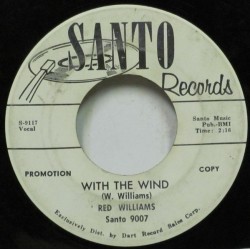 SANTO
Records
S-9117
Vocal
Santo Music
Pub.-BMI
Time: 2:16
PROMOTION
COPY
WITH THE WIND
(W. Williams)
RED WILLIAMS
Santo 9007
Exclusively Dist. by Dart Record Sales Corp.